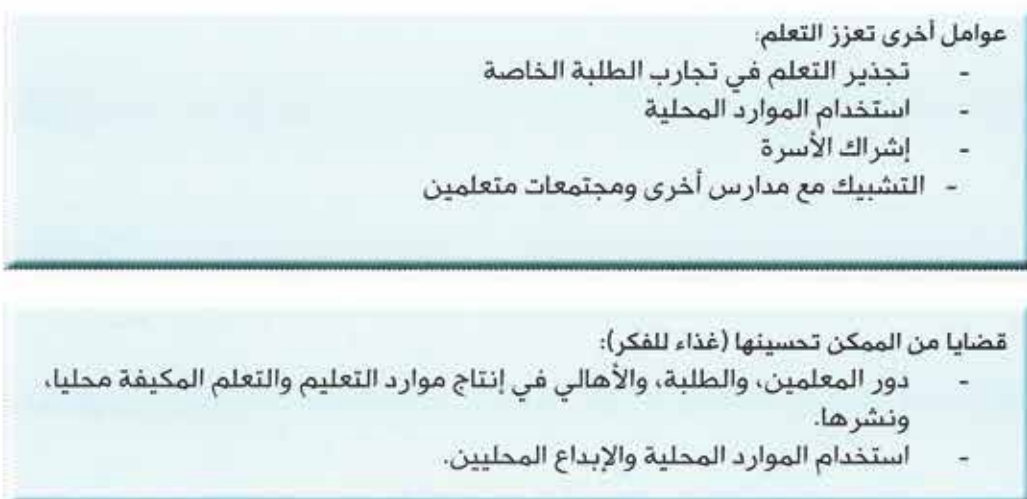 عوامل أخرى تعزز التعلم:
- تجذير التعلم في تجارب الطلبة الخاصة
- استخدام الموارد المحلية
- إشراك الأسرة
- التشبيك مع مدارس أخرى ومجتمعات متعلمين
قضايا من الممكن تحسينها (غذاء للفكر):
- دور المعلمين، والطلبة، والأهالي في إنتاج موارد التعليم والتعلم المكيفة محليا،
ونشرها.
- استخدام الموارد المحلية والإبداع المحليين.